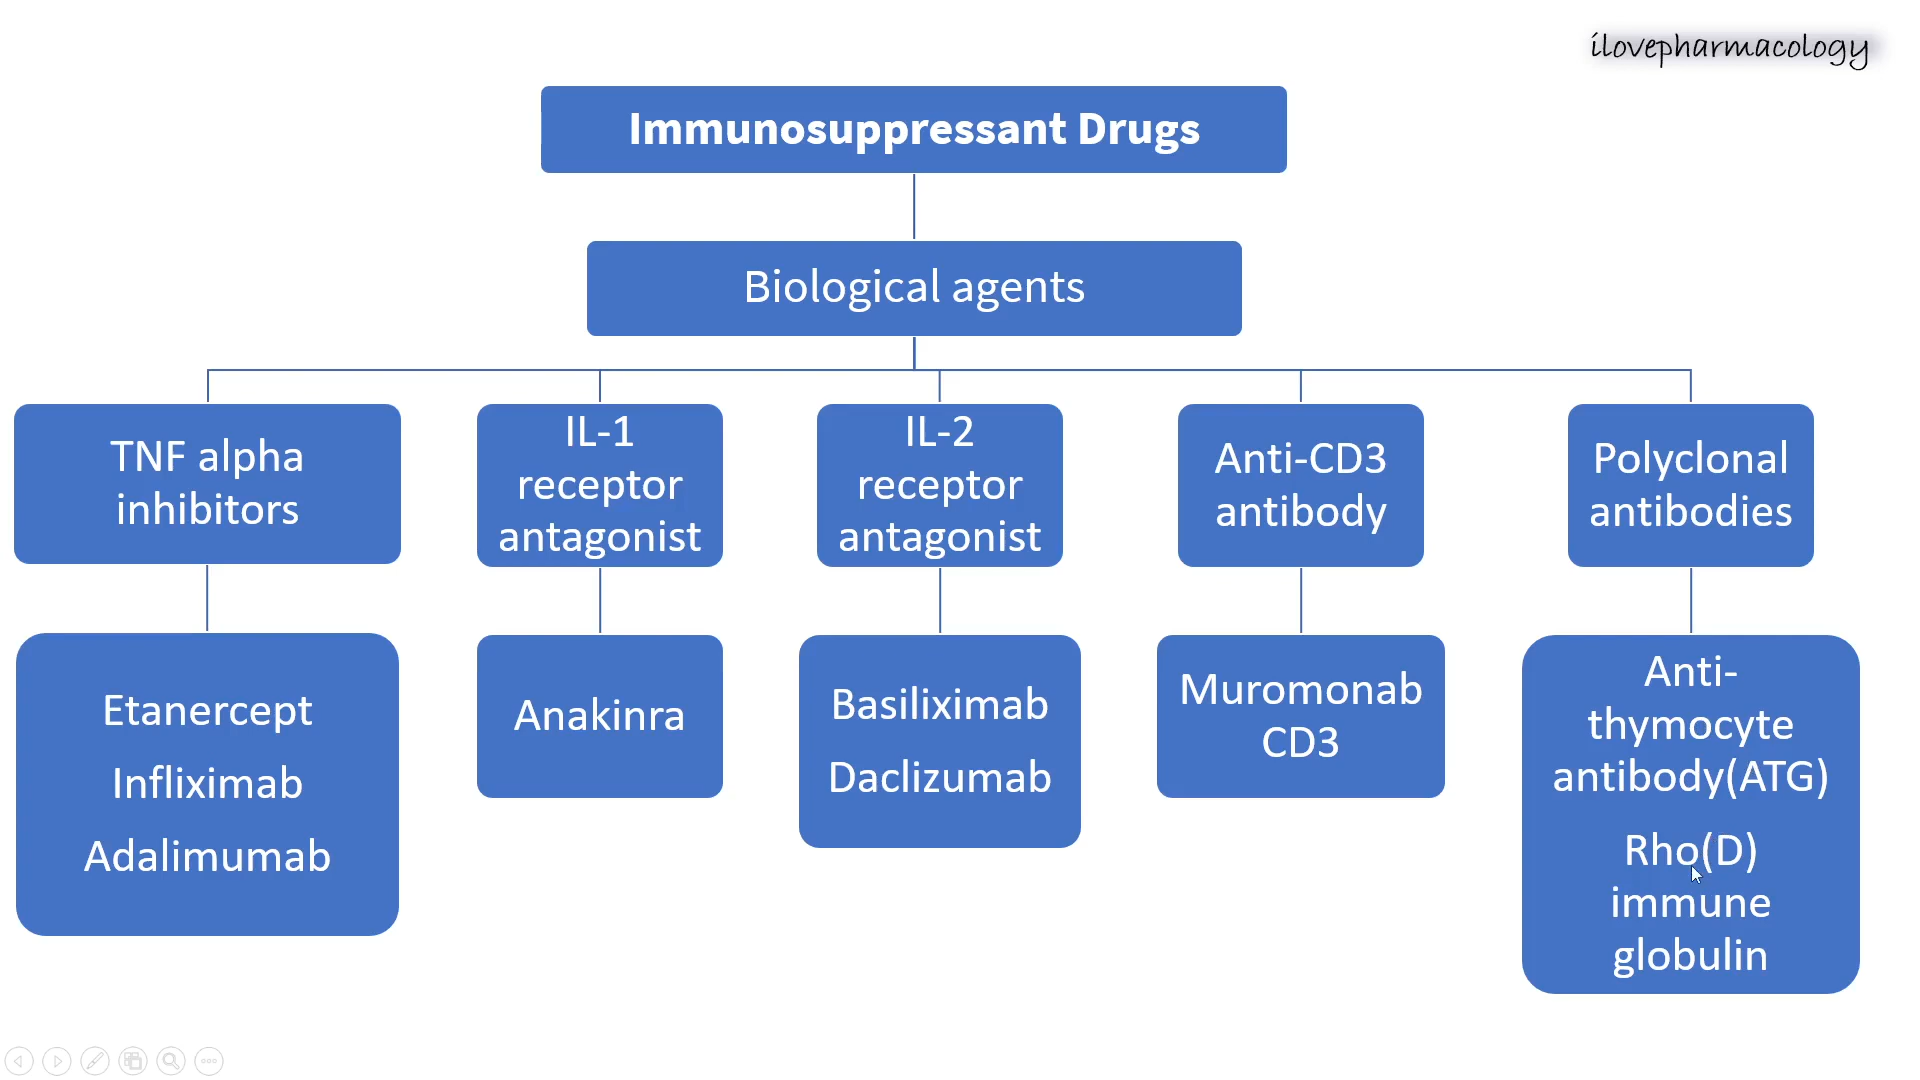 ilovepharmacology
Immunosuppressant Drugs
Biological agents
TNF alpha
inhibitors
IL-1
receptor
antagonist
IL-2
receptor
antagonist
Anti-CD3
antibody
Polyclonal
antibodies
Etanercept
Infliximab
Adalimumab
Anakinra
Basiliximab
Daclizumab
Muromonab
CD3
Anti-
thymocyte
antibody(ATG)
Rho(D)
immune
globulin